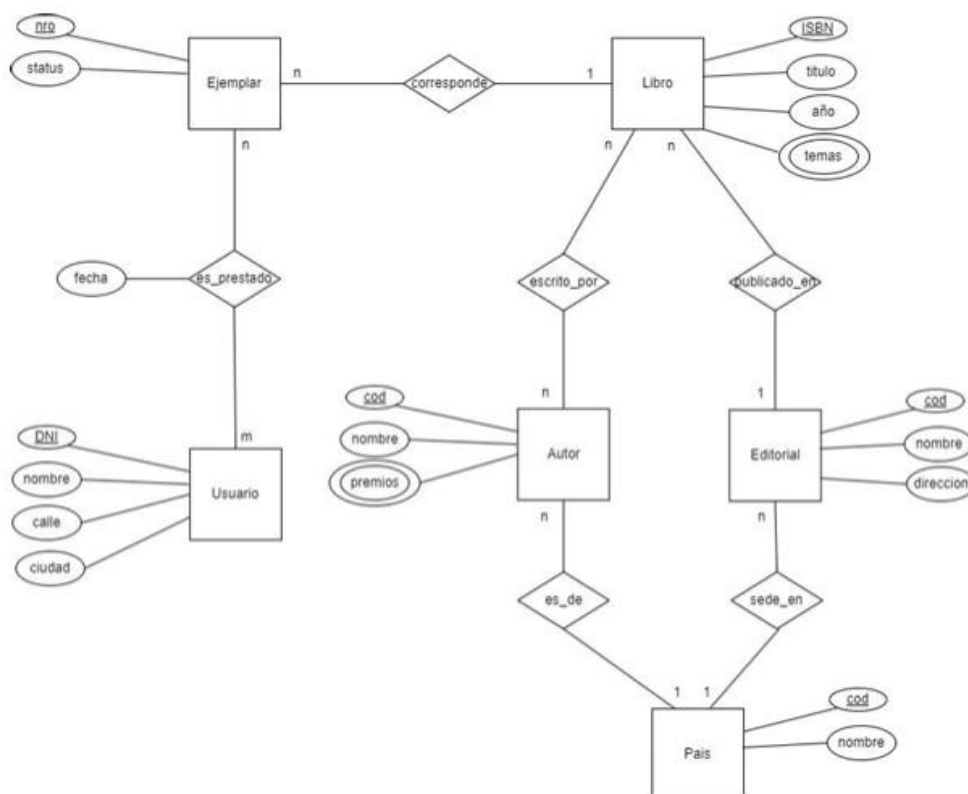 nro
status
Ejemplar
n
corresponde
1
Libro
ISBN
titulo
año
temas
n
n
n
fecha
es_prestado
escrito_por
publicado_en
m
DNI
nombre
calle
ciudad
Usuario
n
cod
nombre
premios
Autor
n
1
Editorial
n
cod
nombre
direccion
es_de
sede_en
1
1
Pais
cod
nombre